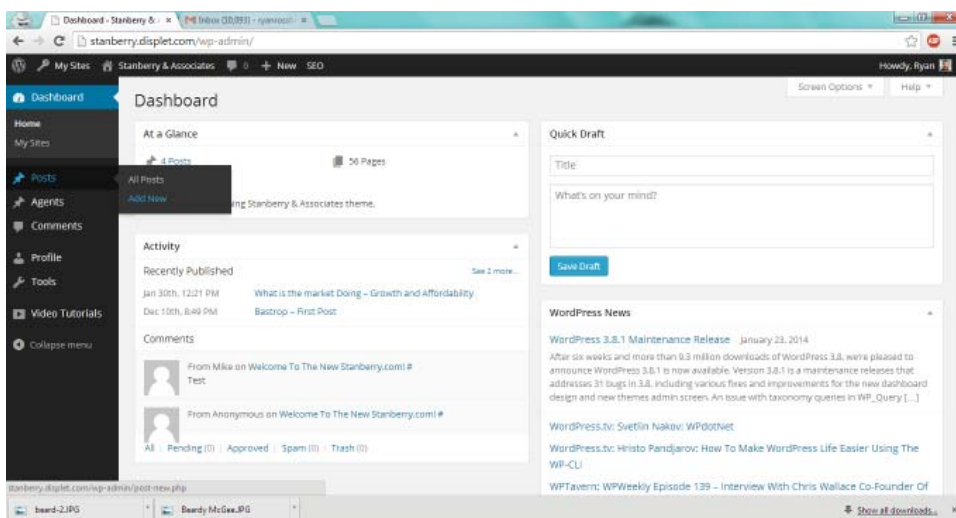 Dashboard ‹ Stanberry &
Inbox (10,093) - ryanrossi
stanberry.displet.com/wp-admin/
My Sites Stanberry & Associates 0 + New SEO Howdy, Ryan
Screen Options Help
Dashboard
Home
My Sites
Posts
All Posts
Add New
Agents
Comments
Profile
Tools
Video Tutorials
Collapse menu
Dashboard
At a Glance
4 Posts 56 Pages
ing Stanberry & Associates theme.
Activity
Recently Published See 2 more...
Jan 30th, 12:21 PM What is the market Doing – Growth and Affordability
Dec 10th, 8:49 PM Bastrop – First Post
Comments
From Mike on Welcome To The New Stanberry.com! #
Test
From Anonymous on Welcome To The New Stanberry.com! #
All | Pending (0) | Approved | Spam (0) | Trash (0)
Quick Draft
Title
What's on your mind?
Save Draft
WordPress News
WordPress 3.8.1 Maintenance Release January 23, 2014
After six weeks and more than 9.3 million downloads of WordPress 3.8, we're pleased to
announce WordPress 3.8.1 is now available. Version 3.8.1 is a maintenance releases that
addresses 31 bugs in 3.8, including various fixes and improvements for the new dashboard
design and new themes admin screen. An issue with taxonomy queries in WP_Query […]
WordPress.tv: Svetlin Nakov: WPdotNet
WordPress.tv: Hristo Pandjarov: How To Make WordPress Life Easier Using The
WP-CLI
WPTavern: WPWeekly Episode 139 – Interview With Chris Wallace Co-Founder Of
stanberry.displet.com/wp-admin/post-new.php
beard-2.JPG
Beardy McGee.JPG
Show all downloads...